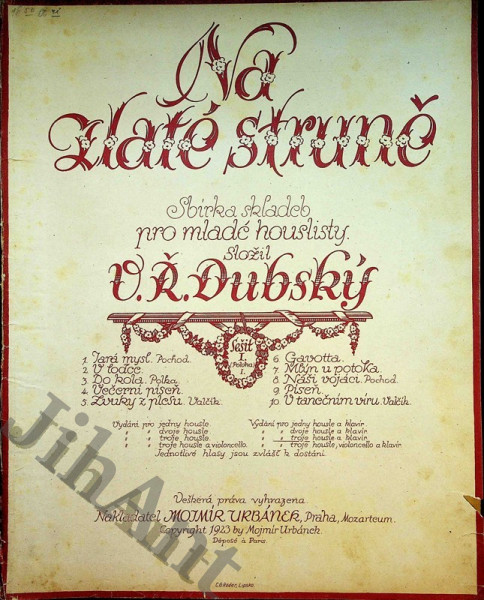 Na
Zlaté struně
Sbírka skladeb
pro mladé houslisty.
Složil
V. Ř. Dubský
Sešit
I.
Poloha
I.
1. Jará mysl. Pochod.
2. V loďce.
3. Do kola. Polka.
4. Večerní píseň.
5. Zvuky z plesu. Valčík.
6. Gavotta.
7. Mlýn u potoka.
8. Naši vojáci. Pochod.
9. Píseň.
10. V tanečním víru. Valčík.
Vydání pro jedny housle.
" " dvoje housle.
" " troje housle.
" " troje housle a violoncello.
Vydání pro jedny housle a klavír.
" " dvoje housle a klavír.
" " troje housle a klavír.
" " troje housle, violoncello a klavír.
Jednotlivé hlasy jsou zvlášť k dostání.
Veškerá práva vyhrazena.
Nakladatel MOJMÍR URBÁNEK, Praha, Mozarteum.
Copyright 1923 by Mojmír Urbánek
Déposé à Paris.
JihAnt